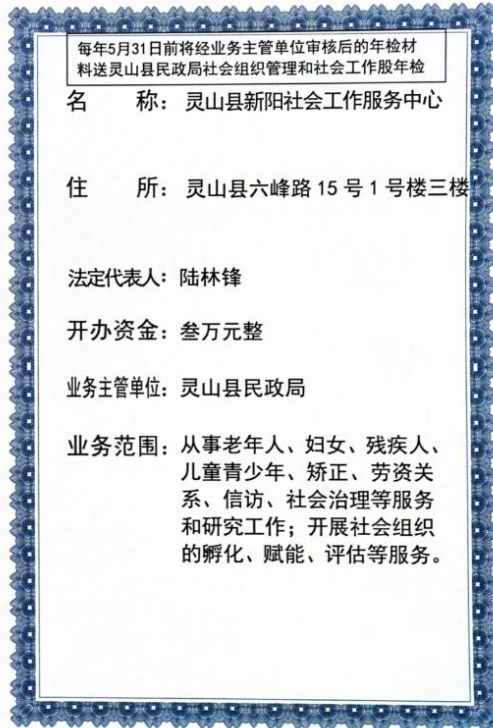 每年5月31日前将经业务主管单位审核后的年检材
料送灵山县民政局社会组织管理和社会工作股年检
名　　称：灵山县新阳社会工作服务中心
住　　所：灵山县六峰路15号1号楼三楼
法定代表人：陆林锋
开办资金：叁万元整
业务主管单位：灵山县民政局
业务范围：从事老年人、妇女、残疾人、
儿童青少年、矫正、劳资关
系、信访、社会治理等服务
和研究工作；开展社会组织
的孵化、赋能、评估等服务。